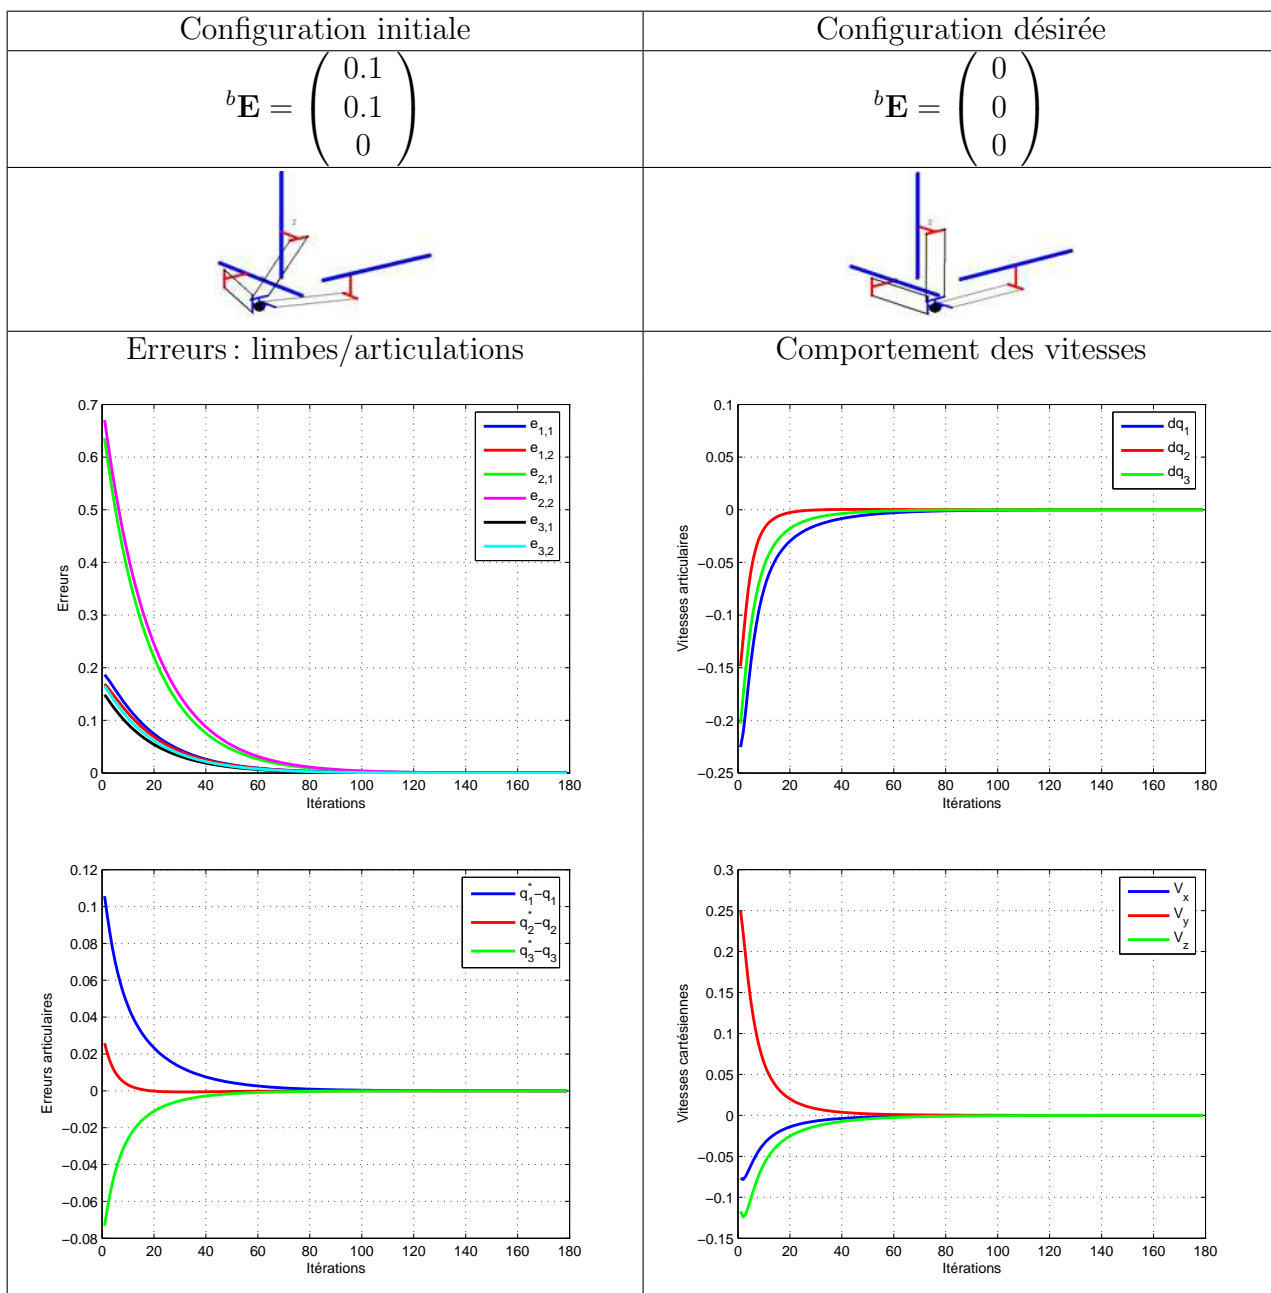 Configuration initiale
Configuration désirée
ᵇE = ( 0.1 0.1 0 )
ᵇE = ( 0 0 0 )
2
2
Erreurs : limbes/articulations
Comportement des vitesses
0.7
0.6
0.5
0.4
0.3
0.2
0.1
0
Erreurs
0 20 40 60 80 100 120 140 160 180
Itérations
e1,1
e1,2
e2,1
e2,2
e3,1
e3,2
0.1
0.05
0
−0.05
−0.1
−0.15
−0.2
−0.25
Vitesses articulaires
0 20 40 60 80 100 120 140 160 180
Itérations
dq1
dq2
dq3
0.12
0.1
0.08
0.06
0.04
0.02
0
−0.02
−0.04
−0.06
−0.08
Erreurs articulaires
0 20 40 60 80 100 120 140 160 180
Itérations
q1*−q1
q2*−q2
q3*−q3
0.3
0.25
0.2
0.15
0.1
0.05
0
−0.05
−0.1
−0.15
Vitesses cartésiennes
0 20 40 60 80 100 120 140 160 180
Itérations
Vx
Vy
Vz